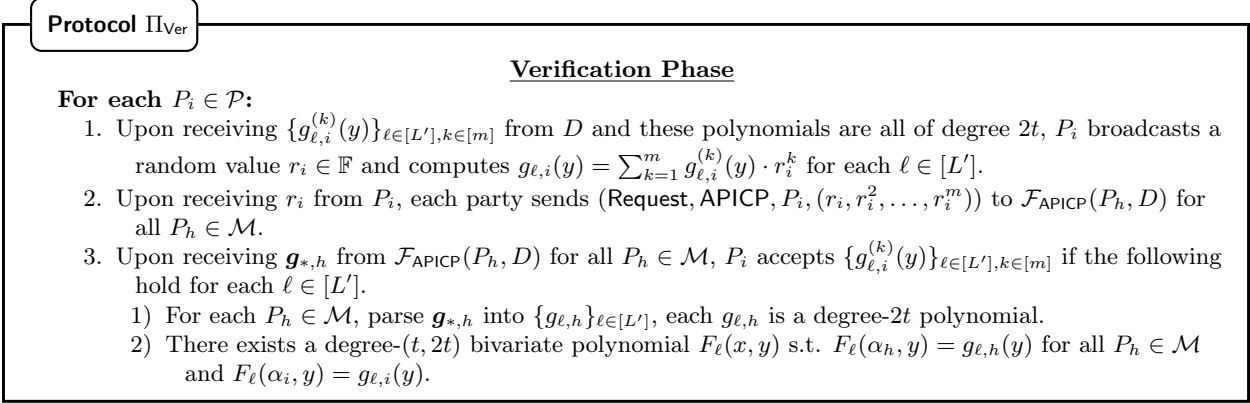 Protocol Π_Ver
Verification Phase
For each P_i ∈ 𝒫:
1. Upon receiving {g_{ℓ,i}^{(k)}(y)}_{ℓ∈[L′],k∈[m]} from D and these polynomials are all of degree 2t, P_i broadcasts a
random value r_i ∈ 𝔽 and computes g_{ℓ,i}(y) = ∑_{k=1}^{m} g_{ℓ,i}^{(k)}(y) · r_i^k for each ℓ ∈ [L′].
2. Upon receiving r_i from P_i, each party sends (Request, APICP, P_i, (r_i, r_i^2, . . . , r_i^m)) to ℱ_APICP(P_h, D) for
all P_h ∈ ℳ.
3. Upon receiving g_{∗,h} from ℱ_APICP(P_h, D) for all P_h ∈ ℳ, P_i accepts {g_{ℓ,i}^{(k)}(y)}_{ℓ∈[L′],k∈[m]} if the following
hold for each ℓ ∈ [L′].
1) For each P_h ∈ ℳ, parse g_{∗,h} into {g_{ℓ,h}}_{ℓ∈[L′]}, each g_{ℓ,h} is a degree-2t polynomial.
2) There exists a degree-(t, 2t) bivariate polynomial F_ℓ(x, y) s.t. F_ℓ(α_h, y) = g_{ℓ,h}(y) for all P_h ∈ ℳ
and F_ℓ(α_i, y) = g_{ℓ,i}(y).